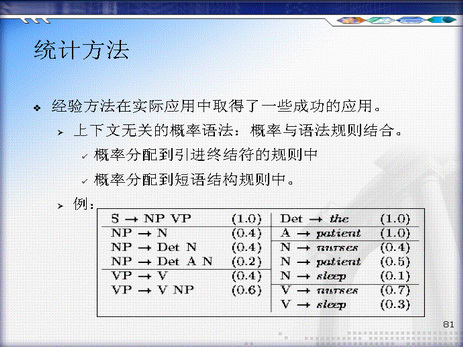 统计方法
经验方法在实际应用中取得了一些成功的应用。
上下文无关的概率语法：概率与语法规则结合。
概率分配到引进终结符的规则中
概率分配到短语结构规则中。
例：
S → NP VP (1.0) Det → the (1.0)
NP → N (0.4) A → patient (1.0)
NP → Det N (0.4) N → nurses (0.4)
NP → Det A N (0.2) N → patient (0.5)
VP → V (0.4) N → sleep (0.1)
VP → V NP (0.6) V → nurses (0.7)
V → sleep (0.3)
81